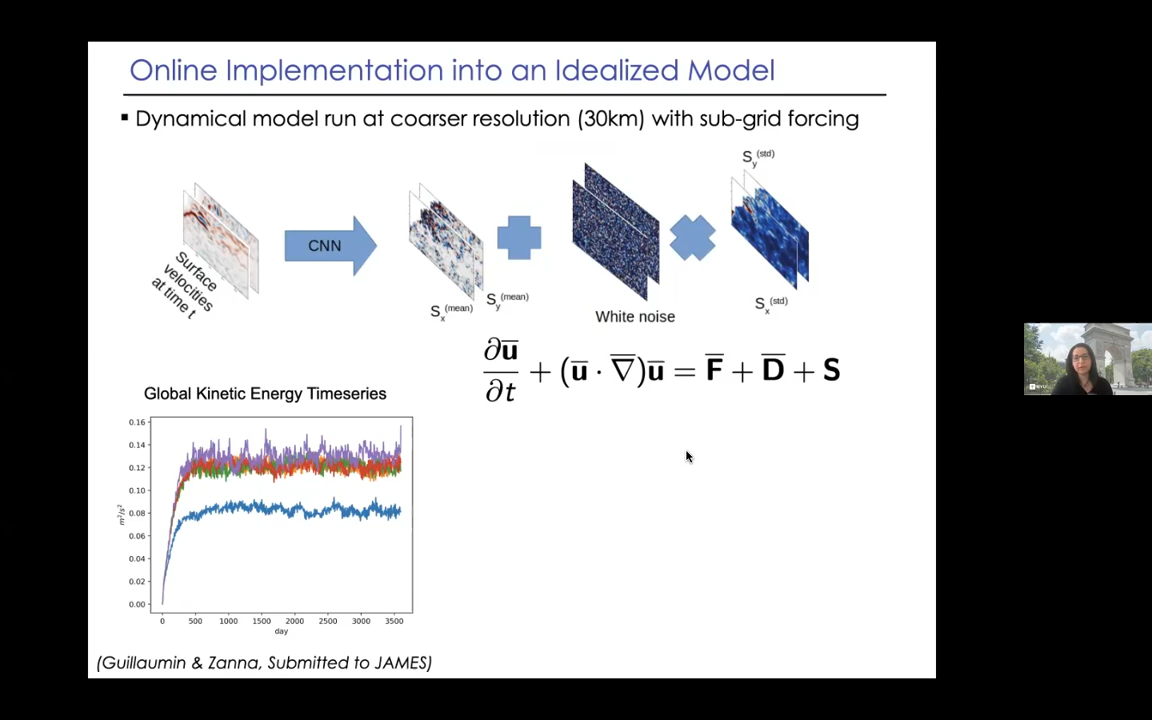 Online Implementation into an Idealized Model
▪ Dynamical model run at coarser resolution (30km) with sub-grid forcing
S_y^(std)
CNN
Surface
velocities
at time t
S_x^(mean)
S_y^(mean)
White noise
S_x^(std)
∂u̅/∂t + (u̅ · ∇̅)u̅ = F̅ + D̅ + S
Global Kinetic Energy Timeseries
0.16
0.14
0.12
0.10
0.08
0.06
0.04
0.02
0.00
m²/s²
0 500 1000 1500 2000 2500 3000 3500
day
(Guillaumin & Zanna, Submitted to JAMES)
NYU